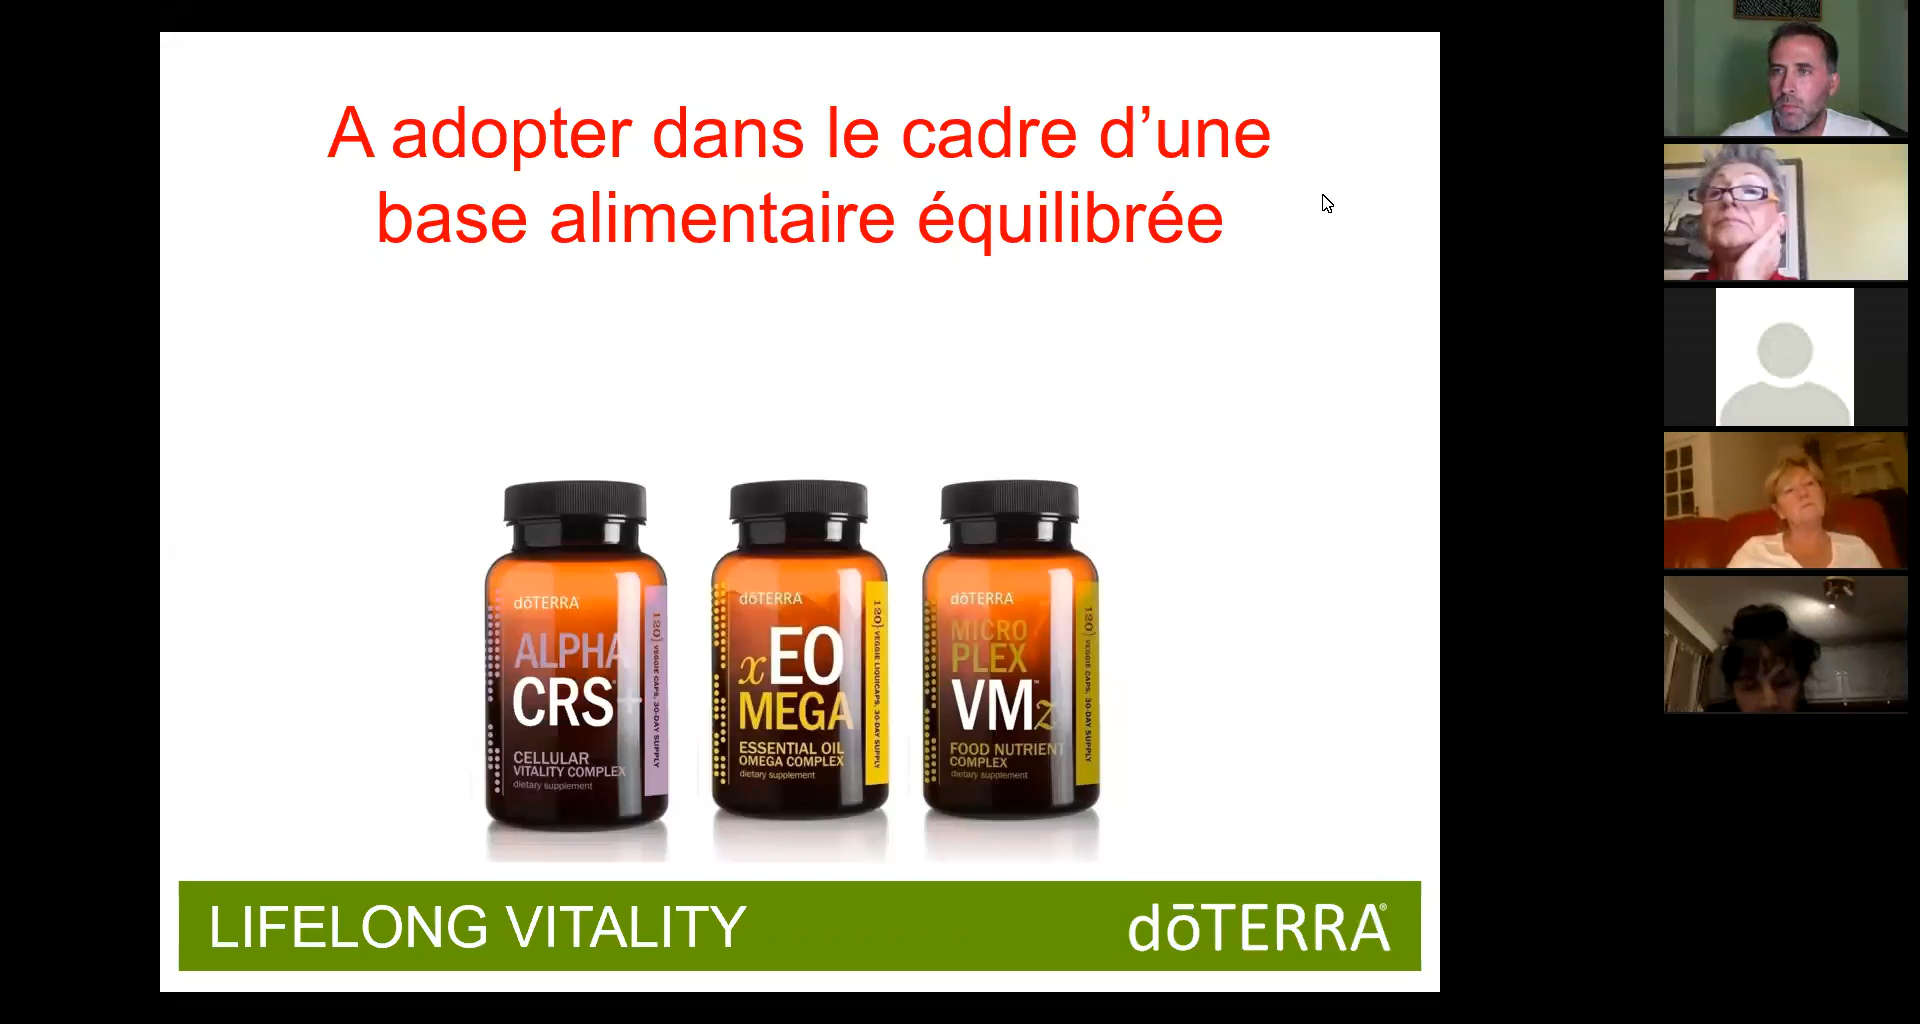 A adopter dans le cadre d’une
base alimentaire équilibrée
dōTERRA
ALPHA
CRS+
CELLULAR
VITALITY COMPLEX
dietary supplement
120} VEGGIE CAPS, 30-DAY SUPPLY
dōTERRA
xEO
MEGA
ESSENTIAL OIL
OMEGA COMPLEX
dietary supplement
120} VEGGIE LIQUICAPS, 30-DAY SUPPLY
dōTERRA
MICRO
PLEX
VMz™
FOOD NUTRIENT
COMPLEX
dietary supplement
120} VEGGIE CAPS, 30-DAY SUPPLY
LIFELONG VITALITY
dōTERRA®